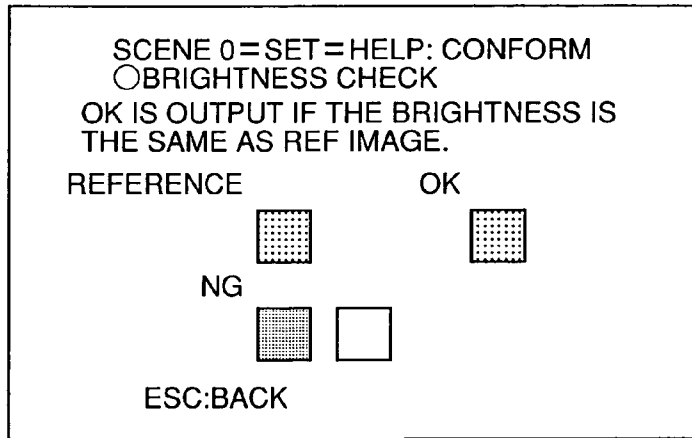 SCENE 0=SET=HELP: CONFORM
○BRIGHTNESS CHECK
OK IS OUTPUT IF THE BRIGHTNESS IS
THE SAME AS REF IMAGE.
REFERENCE OK
NG
ESC:BACK